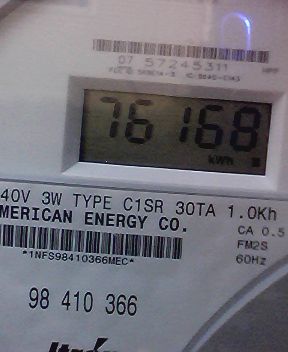 07 57245311
76168
kWh
40V 3W TYPE C1SR 30TA 1.0Kh
MERICAN ENERGY CO.
CA 0.5
FM2S
60Hz
*1NFS98410366MEC*
98 410 366